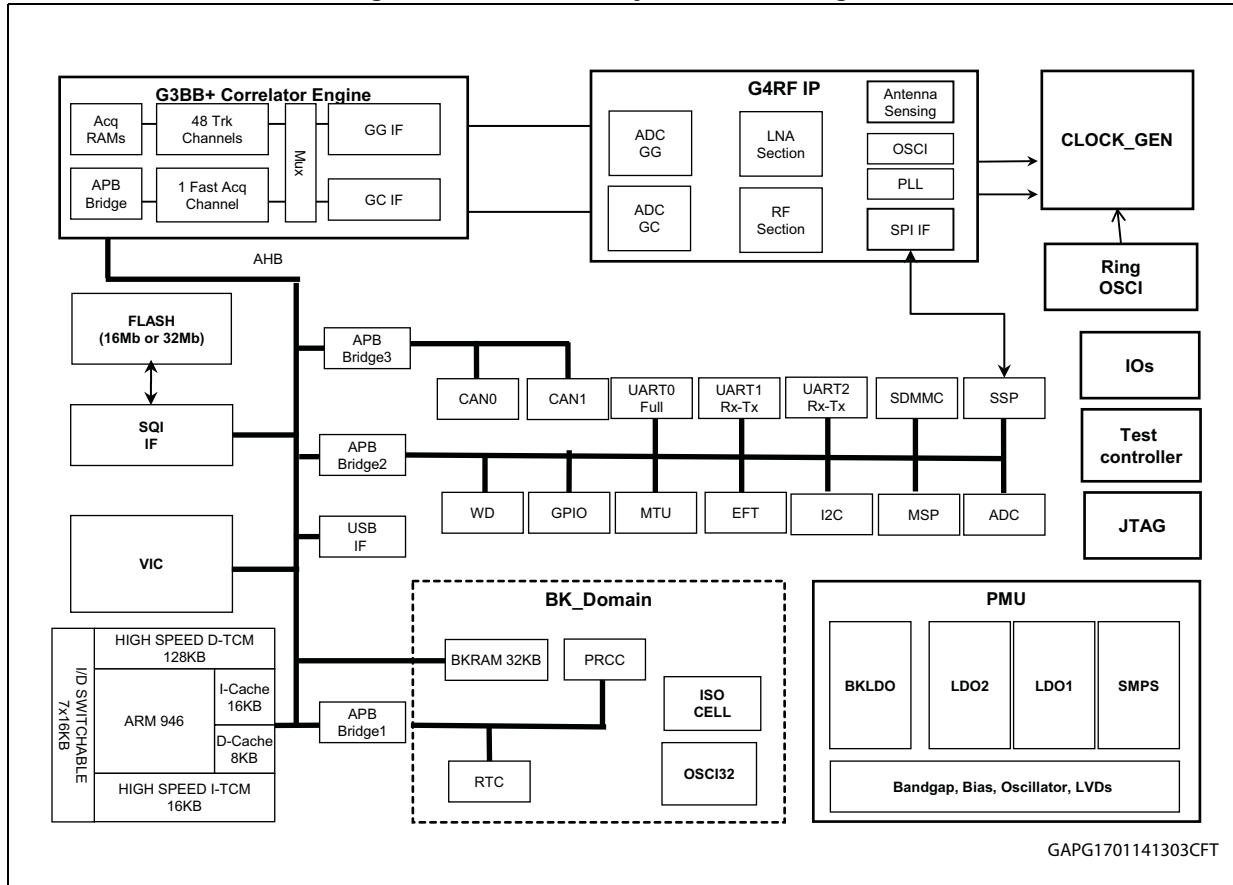 G3BB+ Correlator Engine
Acq
RAMs
48 Trk
Channels
Mux
GG IF
APB
Bridge
1 Fast Acq
Channel
GC IF
G4RF IP
ADC
GG
LNA
Section
Antenna
Sensing
OSCI
PLL
ADC
GC
RF
Section
SPI IF
CLOCK_GEN
Ring
OSCI
AHB
FLASH
(16Mb or 32Mb)
SQI
IF
VIC
APB
Bridge3
CAN0
CAN1
UART0
Full
UART1
Rx-Tx
UART2
Rx-Tx
SDMMC
SSP
APB
Bridge2
WD
GPIO
MTU
EFT
I2C
MSP
ADC
USB
IF
IOs
Test
controller
JTAG
I/D SWITCHABLE
7x16KB
HIGH SPEED D-TCM
128KB
ARM 946
I-Cache
16KB
D-Cache
8KB
HIGH SPEED I-TCM
16KB
APB
Bridge1
BK_Domain
BKRAM 32KB
PRCC
ISO
CELL
RTC
OSCI32
PMU
BKLDO
LDO2
LDO1
SMPS
Bandgap, Bias, Oscillator, LVDs
GAPG1701141303CFT